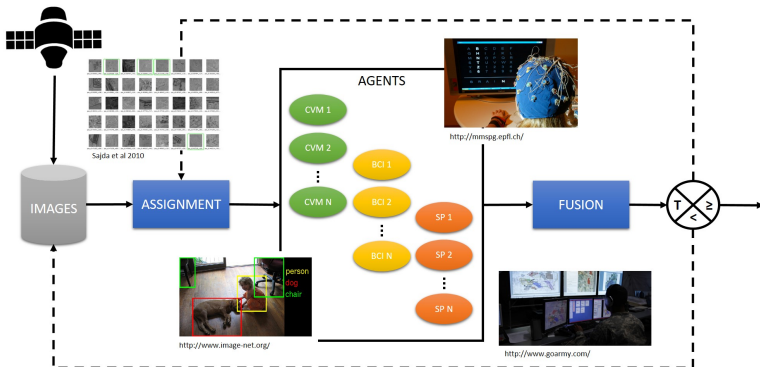 AGENTS
Sajda et al 2010
http://mmspg.epfl.ch/
CVM 1
CVM 2
CVM N
BCI 1
BCI 2
BCI N
SP 1
SP 2
SP N
IMAGES
ASSIGNMENT
FUSION
T
≥
<
person
dog
chair
http://www.image-net.org/
http://www.goarmy.com/